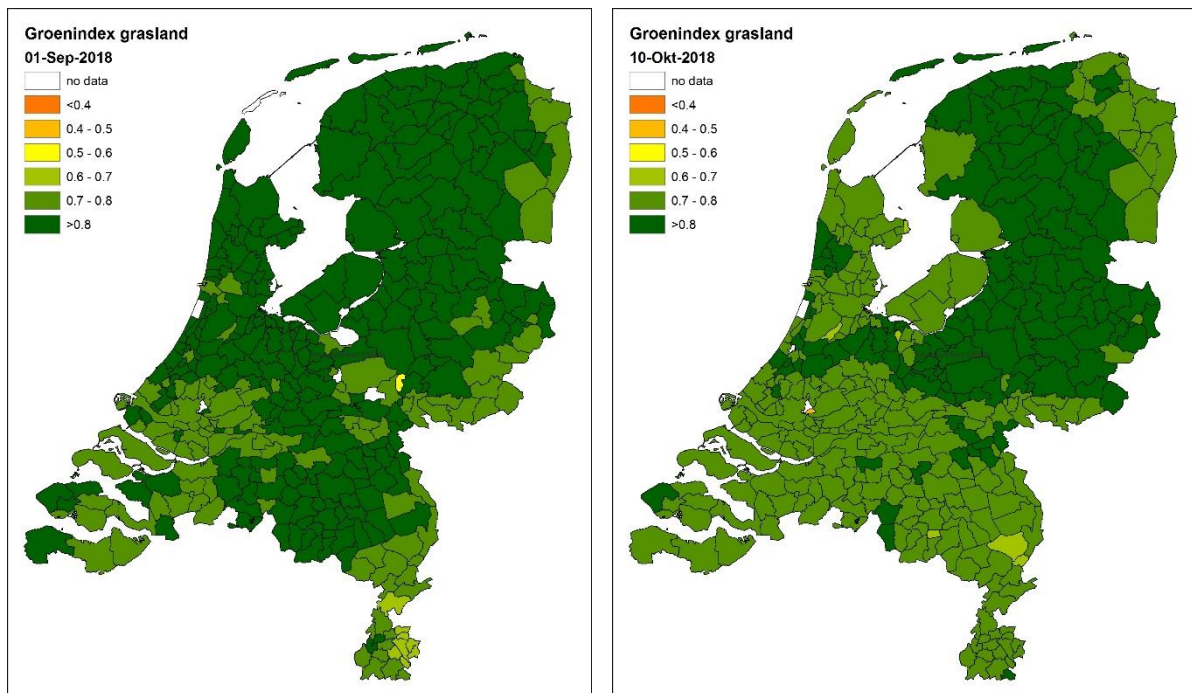 Groenindex grasland
01-Sep-2018
no data
<0.4
0.4 - 0.5
0.5 - 0.6
0.6 - 0.7
0.7 - 0.8
>0.8
Groenindex grasland
10-Okt-2018
no data
<0.4
0.4 - 0.5
0.5 - 0.6
0.6 - 0.7
0.7 - 0.8
>0.8